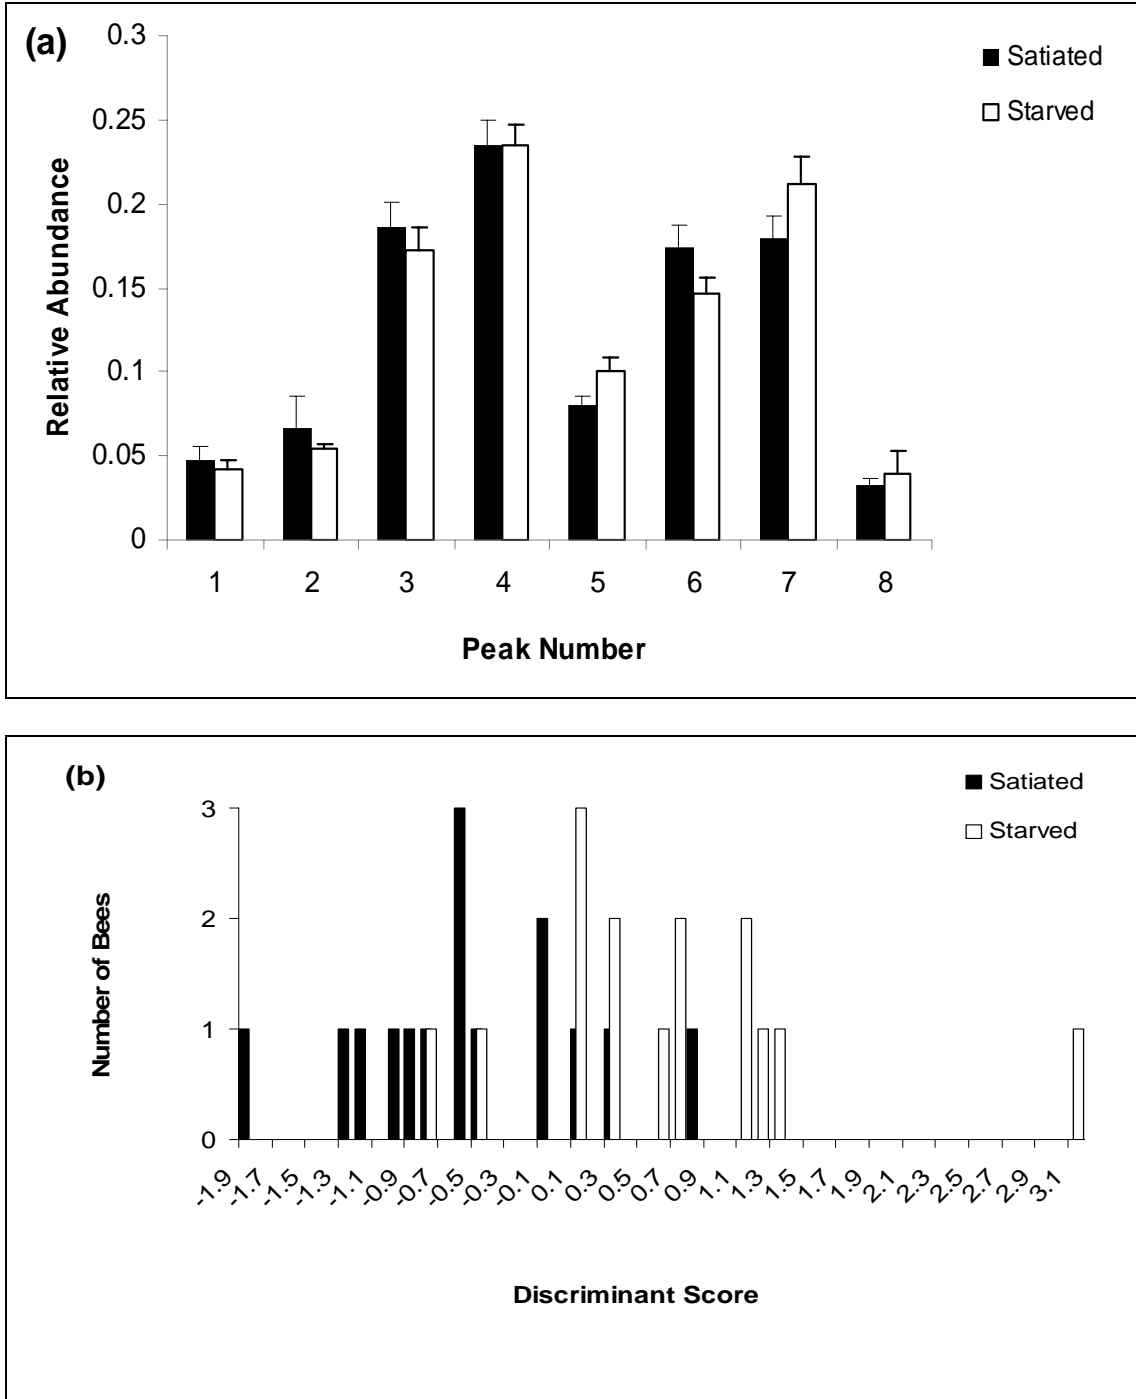 (a)
0.3
0.25
0.2
0.15
0.1
0.05
0
Relative Abundance
Satiated
Starved
1 2 3 4 5 6 7 8
Peak Number
(b)
3
2
1
0
Number of Bees
Satiated
Starved
-1.9 -1.7 -1.5 -1.3 -1.1 -0.9 -0.7 -0.5 -0.3 -0.1 0.1 0.3 0.5 0.7 0.9 1.1 1.3 1.5 1.7 1.9 2.1 2.3 2.5 2.7 2.9 3.1
Discriminant Score